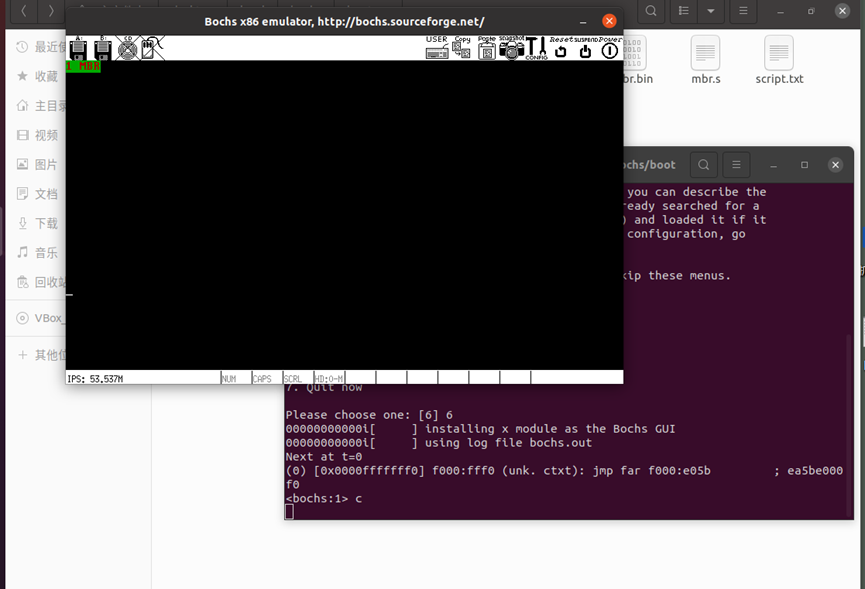 Bochs x86 emulator, http://bochs.sourceforge.net/
A: B: CD
USER Copy Paste snapshot CONFIG Reset SUSPEND Power
1 MBR
IPS: 53,537M NUM CAPS SCRL HD:0-M
最近使
收藏
主目录
视频
图片
文档
下载
音乐
回收站
VBox_
其他位
br.bin mbr.s script.txt
ochs/boot
you can describe the
ready searched for a
) and loaded it if it
configuration, go
kip these menus.
7. Quit now
Please choose one: [6] 6
00000000000i[ ] installing x module as the Bochs GUI
00000000000i[ ] using log file bochs.out
Next at t=0
(0) [0x0000fffffff0] f000:fff0 (unk. ctxt): jmp far f000:e05b ; ea5be000
f0
<bochs:1> c